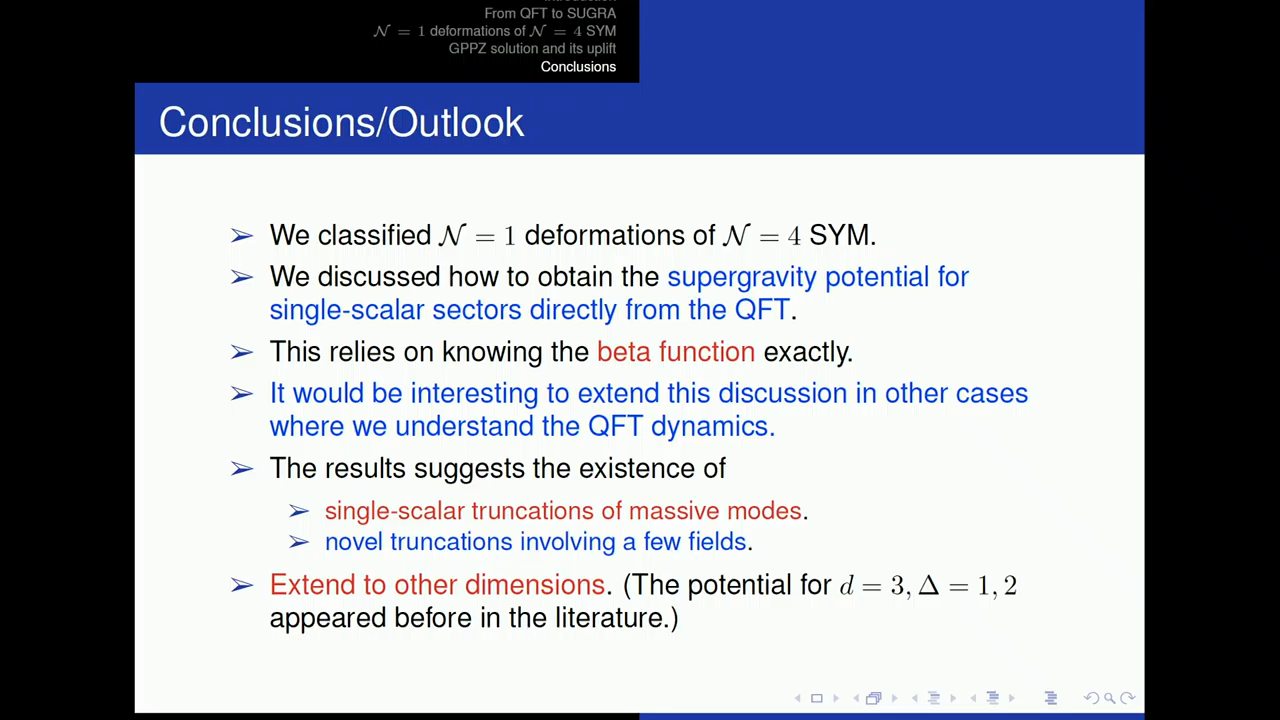 Introduction
From QFT to SUGRA
𝒩 = 1 deformations of 𝒩 = 4 SYM
GPPZ solution and its uplift
Conclusions
Conclusions/Outlook
➢ We classified 𝒩 = 1 deformations of 𝒩 = 4 SYM.
➢ We discussed how to obtain the supergravity potential for
single-scalar sectors directly from the QFT.
➢ This relies on knowing the beta function exactly.
➢ It would be interesting to extend this discussion in other cases
where we understand the QFT dynamics.
➢ The results suggests the existence of
➢ single-scalar truncations of massive modes.
➢ novel truncations involving a few fields.
➢ Extend to other dimensions. (The potential for d = 3, Δ = 1, 2
appeared before in the literature.)